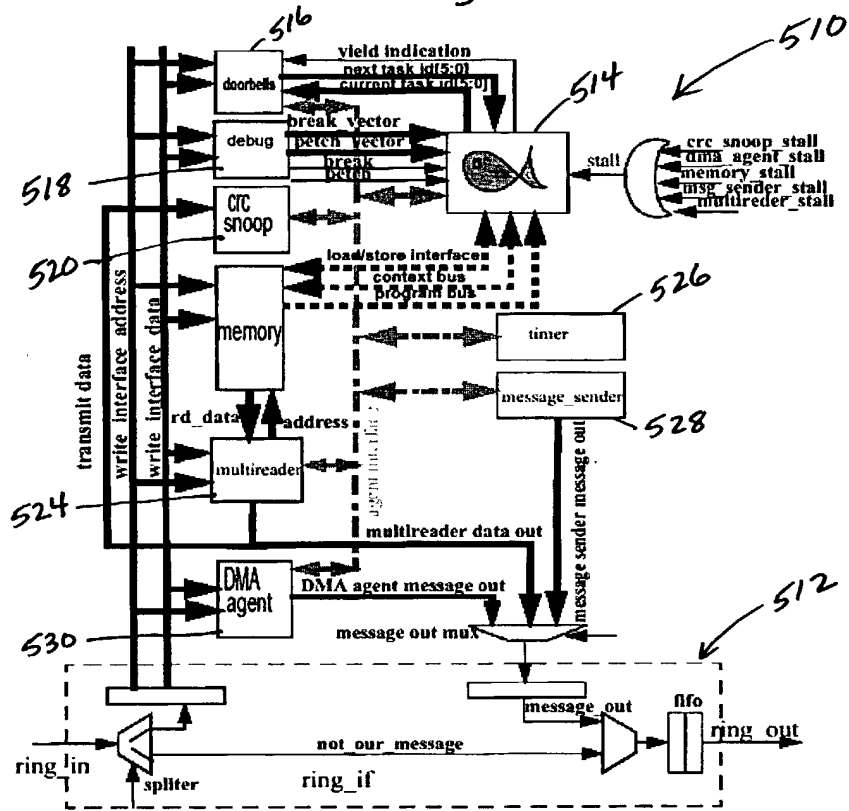 516
510
yield indication
next task id[5:0]
current task id[5:0]
doorbells
514
break_vector
petch_vector
debug
break
petch
stall
crc_snoop_stall
dma_agent_stall
memory_stall
msg_sender_stall
multireder_stall
518
crc
snoop
520
load/store interface
context bus
program bus
526
memory
timer
transmit data
write interface address
write interface data
message_sender
528
rd_data
address
agent interface
multireader
524
message sender message out
multireader data out
DMA
agent
DMA agent message out
530
message out mux
512
message_out
fifo
ring_out
not_our_message
ring_in
spliter
ring_if